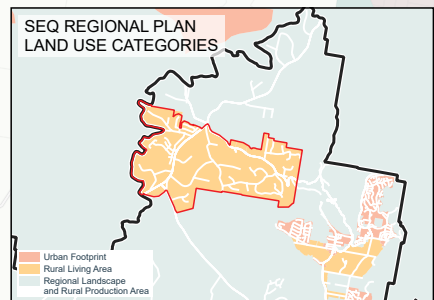 SEQ REGIONAL PLAN
LAND USE CATEGORIES
Urban Footprint
Rural Living Area
Regional Landscape
and Rural Production Area